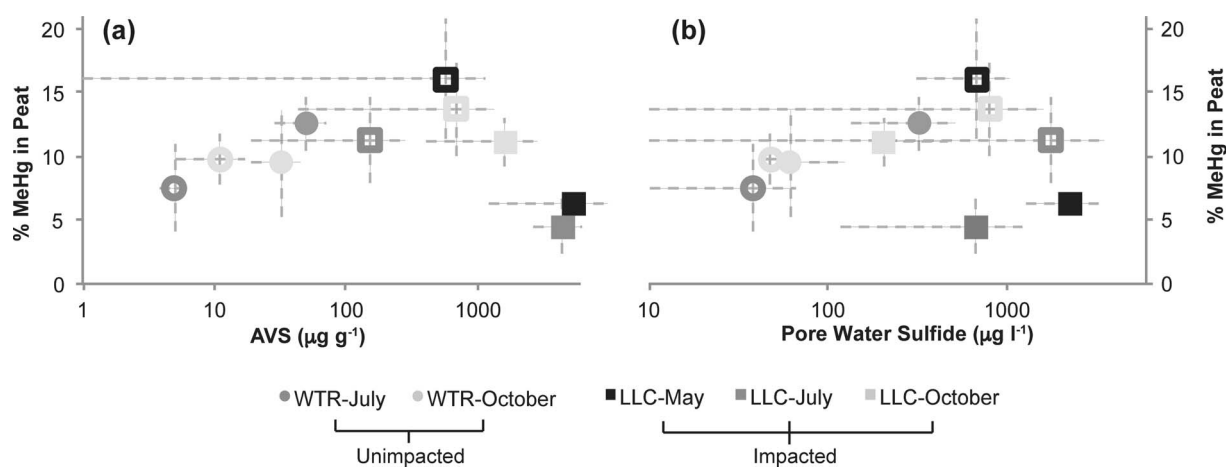 (a)
% MeHg in Peat
20
15
10
5
0
1 10 100 1000
AVS (µg g⁻¹)
(b)
% MeHg in Peat
20
15
10
5
0
10 100 1000
Pore Water Sulfide (µg l⁻¹)
WTR-July WTR-October LLC-May LLC-July LLC-October
Unimpacted Impacted